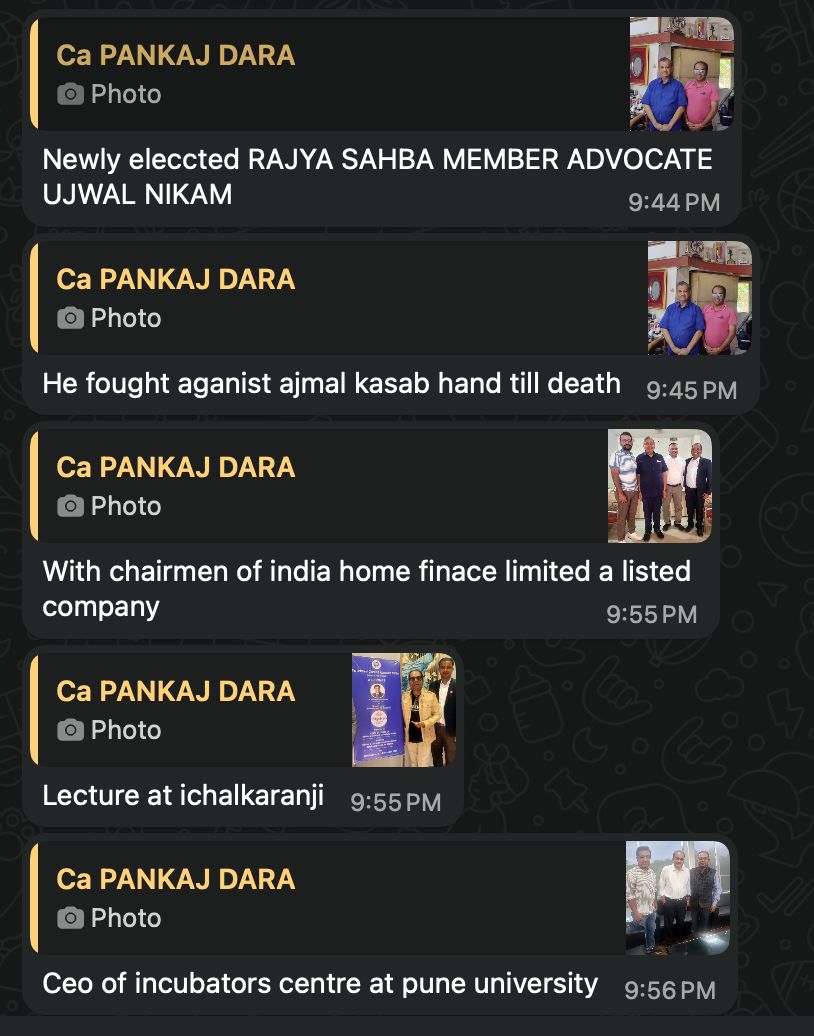 Ca PANKAJ DARA
Photo
Newly eleccted RAJYA SAHBA MEMBER ADVOCATE
UJWAL NIKAM
9:44 PM
Ca PANKAJ DARA
Photo
He fought aganist ajmal kasab hand till death
9:45 PM
Ca PANKAJ DARA
Photo
With chairmen of india home finace limited a listed
company
9:55 PM
Ca PANKAJ DARA
Photo
Lecture at ichalkaranji
9:55 PM
Ca PANKAJ DARA
Photo
Ceo of incubators centre at pune university
9:56 PM